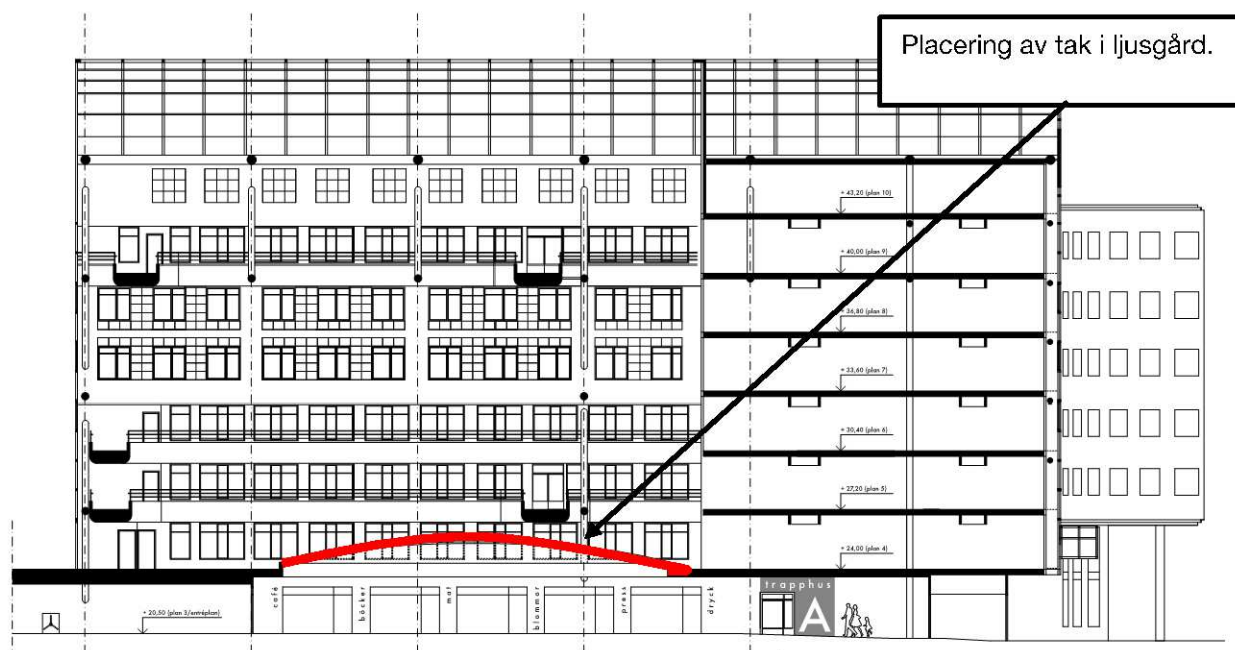 Placering av tak i ljusgård.
+ 43,20 (plan 10)
+ 40,00 (plan 9)
+ 36,80 (plan 8)
+ 33,60 (plan 7)
+ 30,40 (plan 6)
+ 27,20 (plan 5)
+ 24,00 (plan 4)
+ 20,50 (plan 3/entréplan)
café
böcker
mat
blommor
press
dryck
trapphus
A